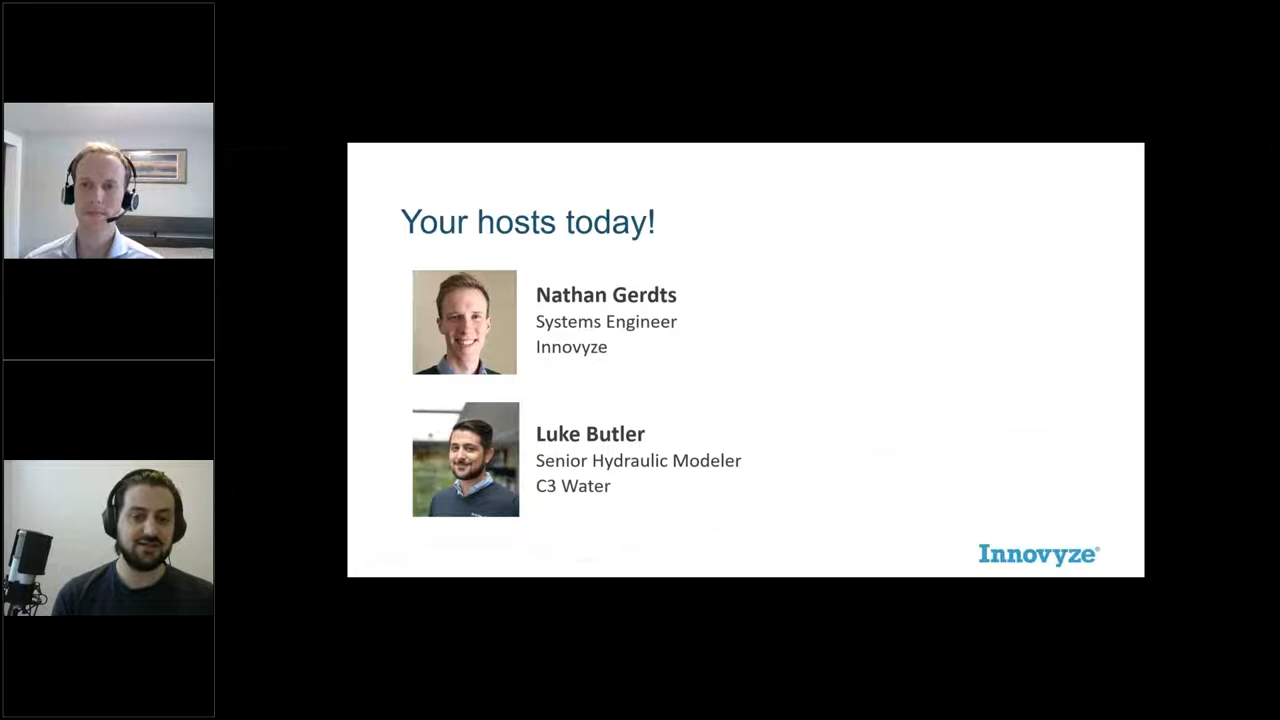 Your hosts today!
Nathan Gerdts
Systems Engineer
Innovyze
Luke Butler
Senior Hydraulic Modeler
C3 Water
Innovyze®